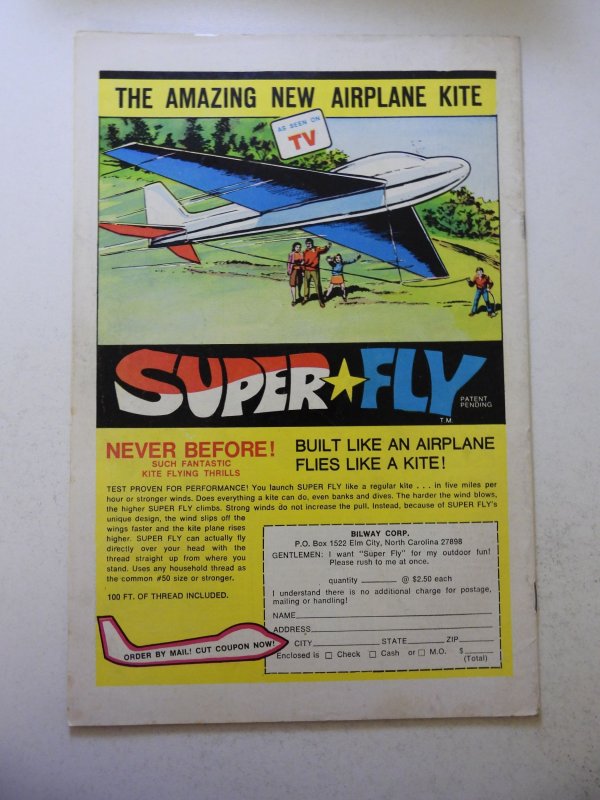 THE AMAZING NEW AIRPLANE KITE
AS SEEN ON
TV
SUPER★FLY
PATENT
PENDING
T.M.
NEVER BEFORE!
SUCH FANTASTIC
KITE FLYING THRILLS
BUILT LIKE AN AIRPLANE
FLIES LIKE A KITE!
TEST PROVEN FOR PERFORMANCE! You launch SUPER FLY like a regular kite . . . in five miles per
hour or stronger winds. Does everything a kite can do, even banks and dives. The harder the wind blows,
the higher SUPER FLY climbs. Strong winds do not increase the pull. Instead, because of SUPER FLY's
unique design, the wind slips off the
wings faster and the kite plane rises
higher. SUPER FLY can actually fly
directly over your head with the
thread straight up from where you
stand. Uses any household thread as
the common #50 size or stronger.
100 FT. OF THREAD INCLUDED.
ORDER BY MAIL! CUT COUPON NOW!
BILWAY CORP.
P.O. Box 1522 Elm City, North Carolina 27898
GENTLEMEN: I want "Super Fly" for my outdoor fun!
Please rush to me at once.
quantity ________ @ $2.50 each
I understand there is no additional charge for postage,
mailing or handling!
NAME
ADDRESS
CITY STATE ZIP
Enclosed is □ Check □ Cash or □ M.O. $
(Total)